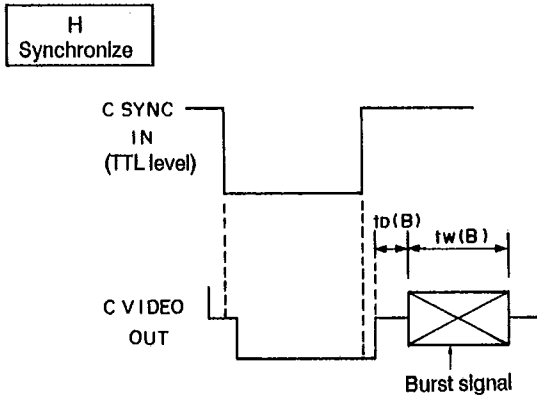 H
Synchronize
C SYNC
IN
(TTL level)
tD(B)
tW(B)
C VIDEO
OUT
Burst signal